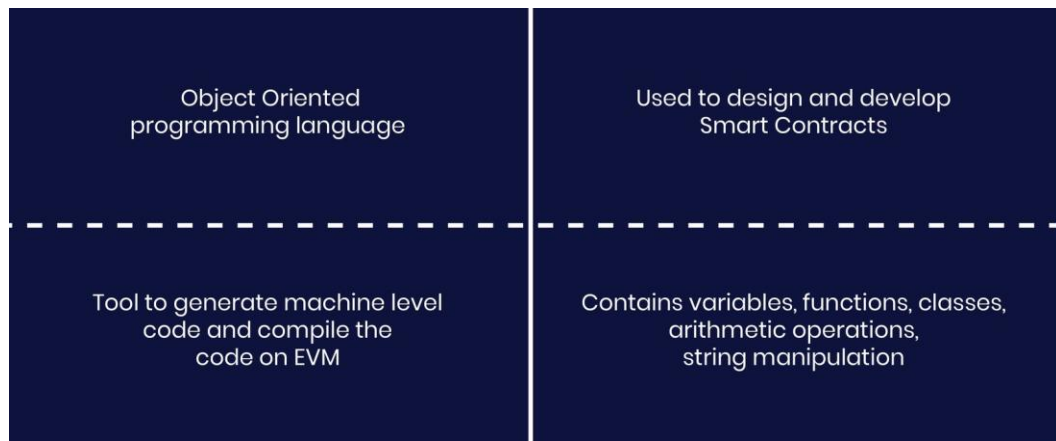 Object Oriented
programming language
Used to design and develop
Smart Contracts
Tool to generate machine level
code and compile the
code on EVM
Contains variables, functions, classes,
arithmetic operations,
string manipulation